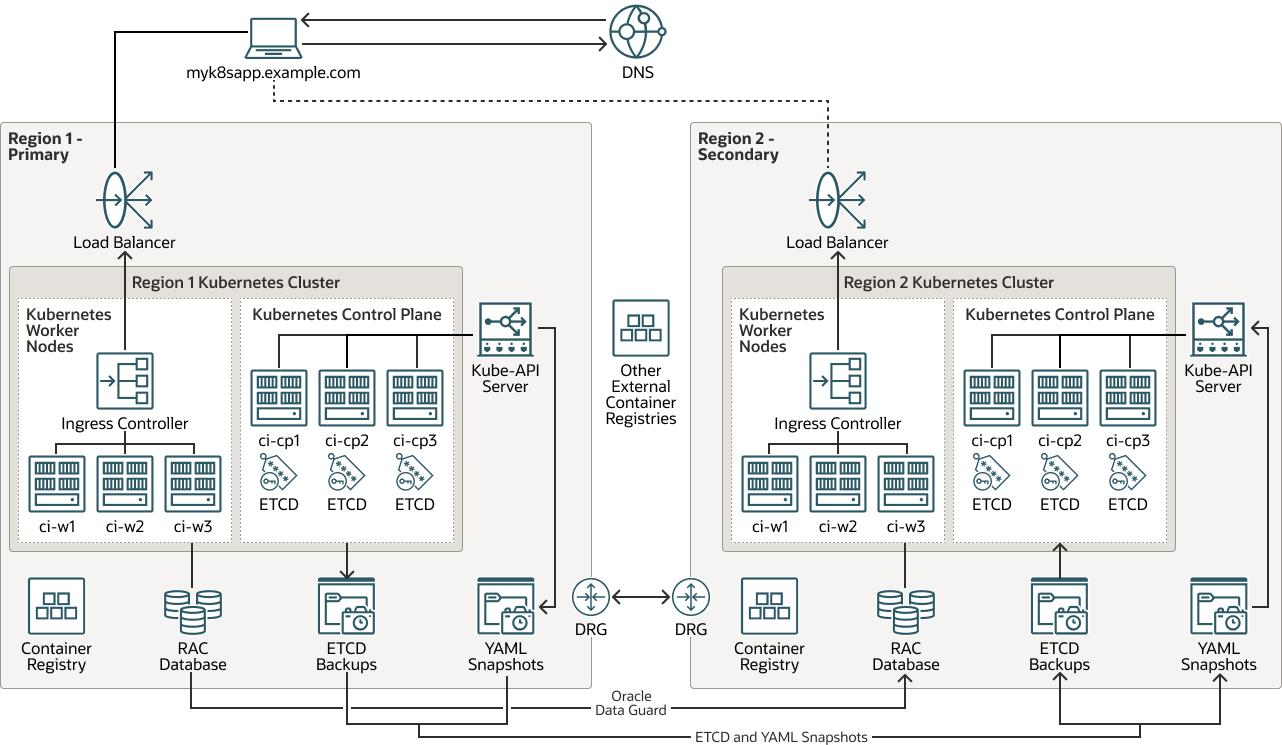 myk8sapp.example.com
DNS
Region 1 -
Primary
Load Balancer
Region 1 Kubernetes Cluster
Kubernetes
Worker
Nodes
Ingress Controller
ci-w1
ci-w2
ci-w3
Kubernetes Control Plane
ci-cp1
ci-cp2
ci-cp3
ETCD
ETCD
ETCD
Kube-API
Server
Container
Registry
RAC
Database
ETCD
Backups
YAML
Snapshots
DRG
Other
External
Container
Registries
DRG
Region 2 -
Secondary
Load Balancer
Region 2 Kubernetes Cluster
Kubernetes
Worker
Nodes
Ingress Controller
ci-w1
ci-w2
ci-w3
Kubernetes Control Plane
ci-cp1
ci-cp2
ci-cp3
ETCD
ETCD
ETCD
Kube-API
Server
Container
Registry
RAC
Database
ETCD
Backups
YAML
Snapshots
Oracle
Data Guard
ETCD and YAML Snapshots